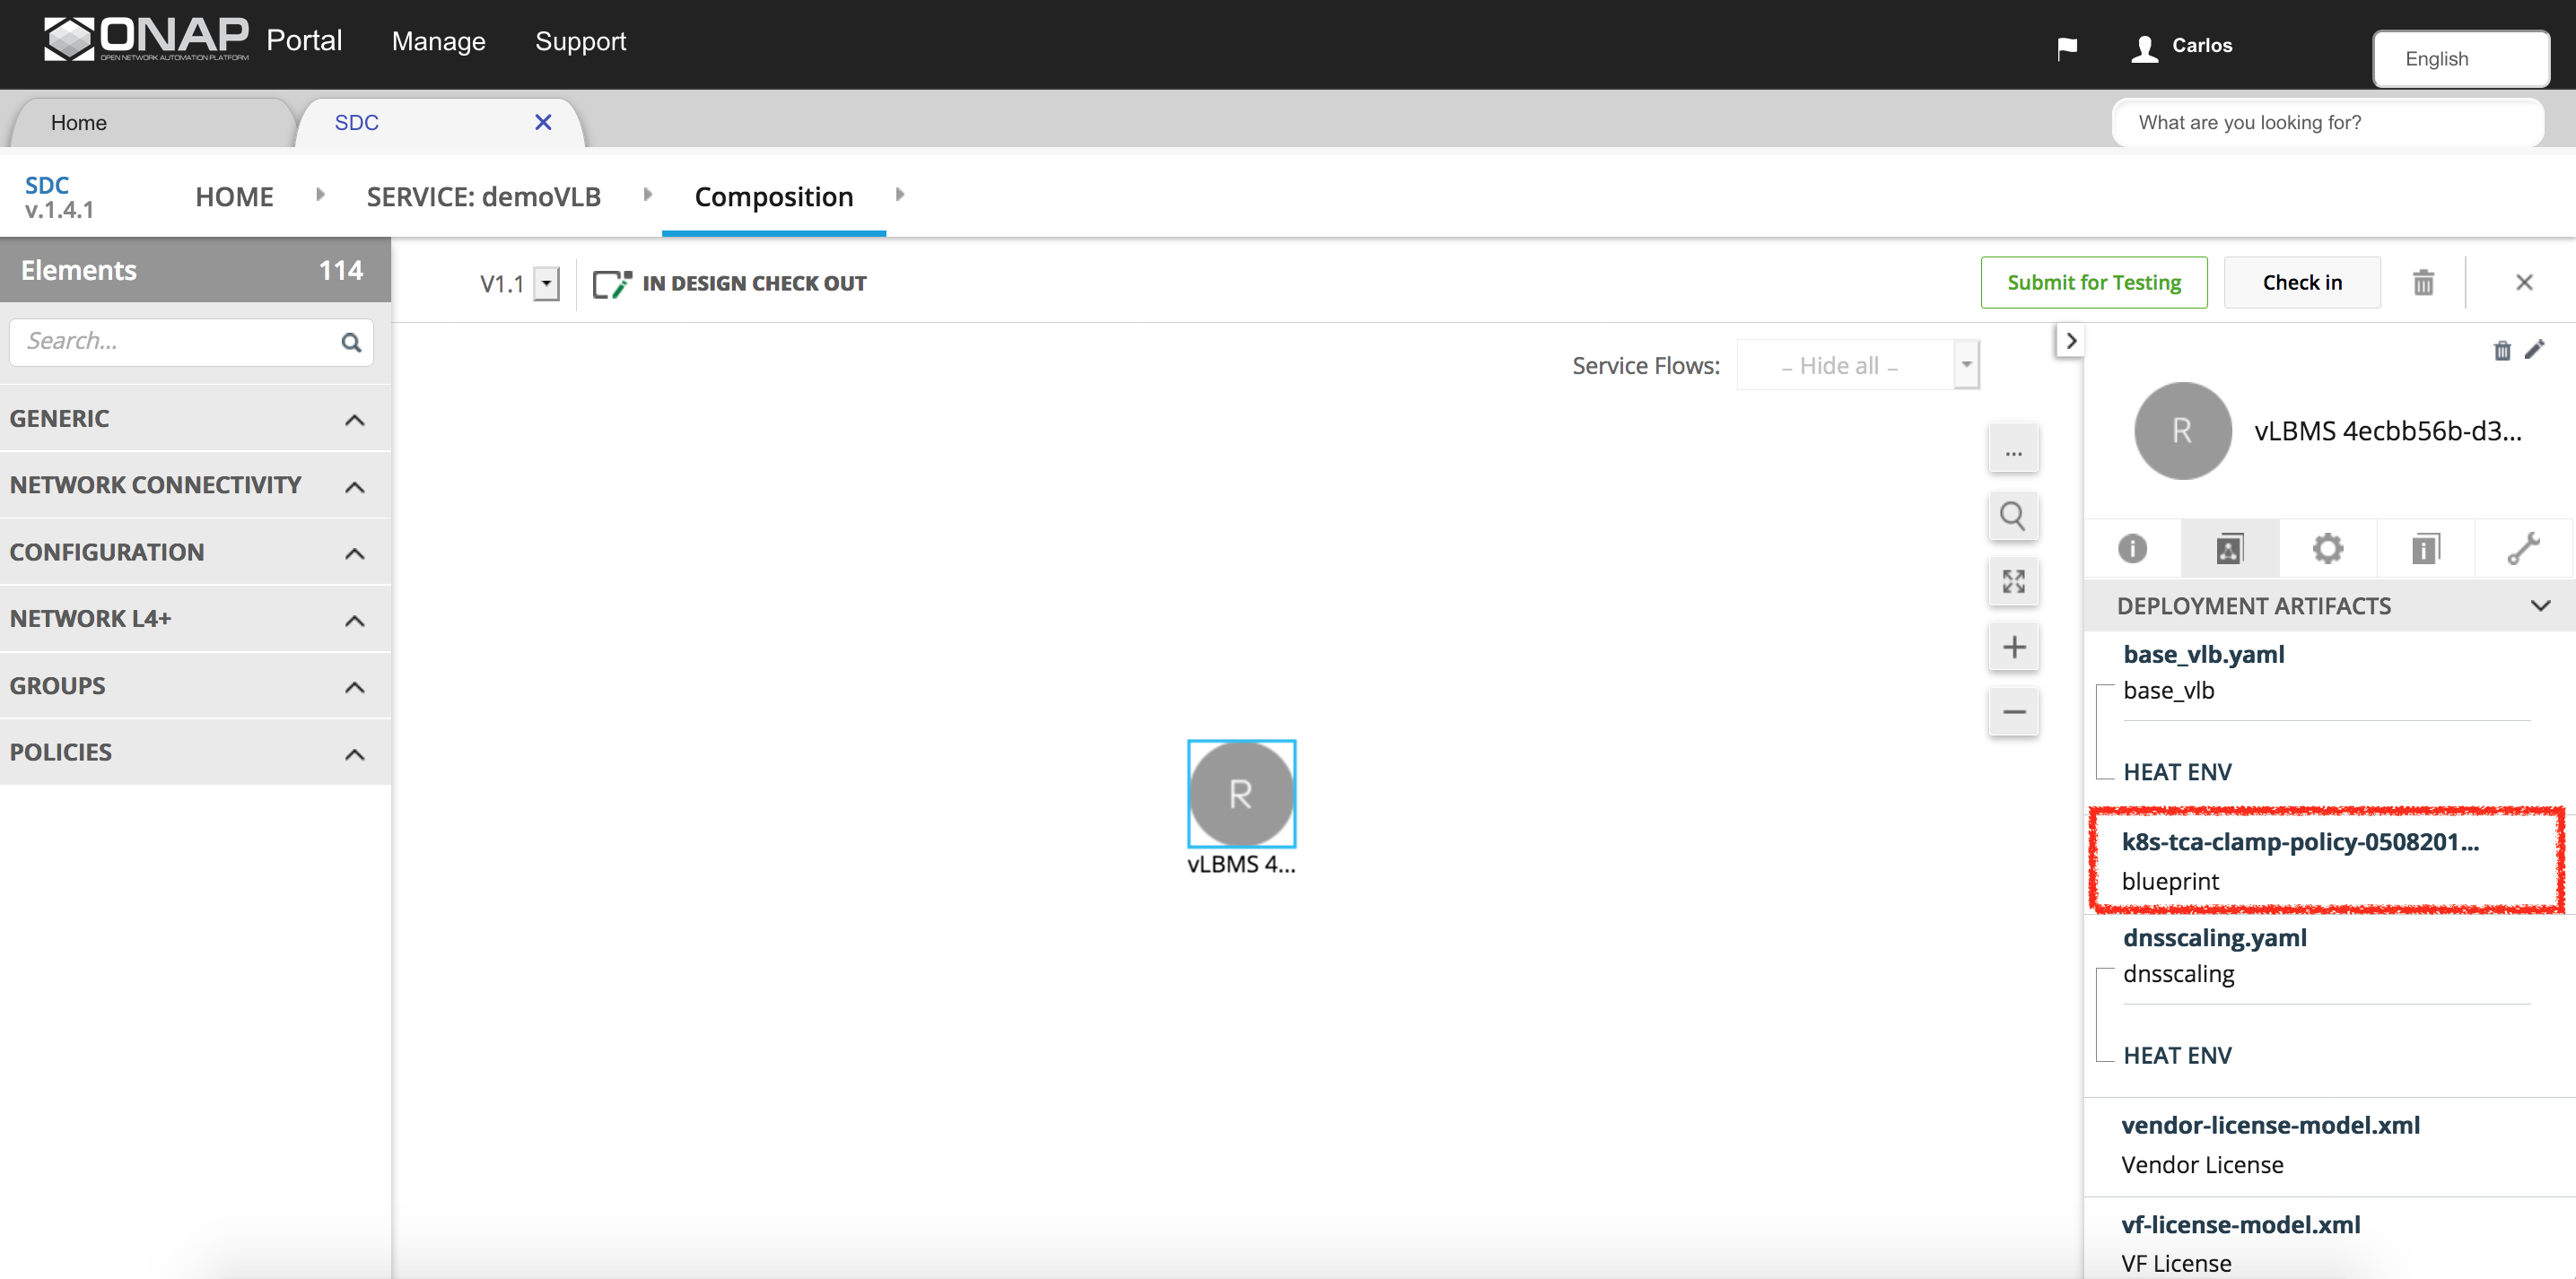 ONAP Portal Manage Support
OPEN NETWORK AUTOMATION PLATFORM
Carlos
English
Home
SDC
What are you looking for?
SDC
v.1.4.1
HOME
SERVICE: demoVLB
Composition
Elements 114
V1.1
IN DESIGN CHECK OUT
Submit for Testing
Check in
Search...
Service Flows:
– Hide all –
GENERIC
NETWORK CONNECTIVITY
CONFIGURATION
NETWORK L4+
GROUPS
POLICIES
...
R
vLBMS 4...
R
vLBMS 4ecbb56b-d3...
DEPLOYMENT ARTIFACTS
base_vlb.yaml
base_vlb
HEAT ENV
k8s-tca-clamp-policy-0508201...
blueprint
dnsscaling.yaml
dnsscaling
HEAT ENV
vendor-license-model.xml
Vendor License
vf-license-model.xml
VF License